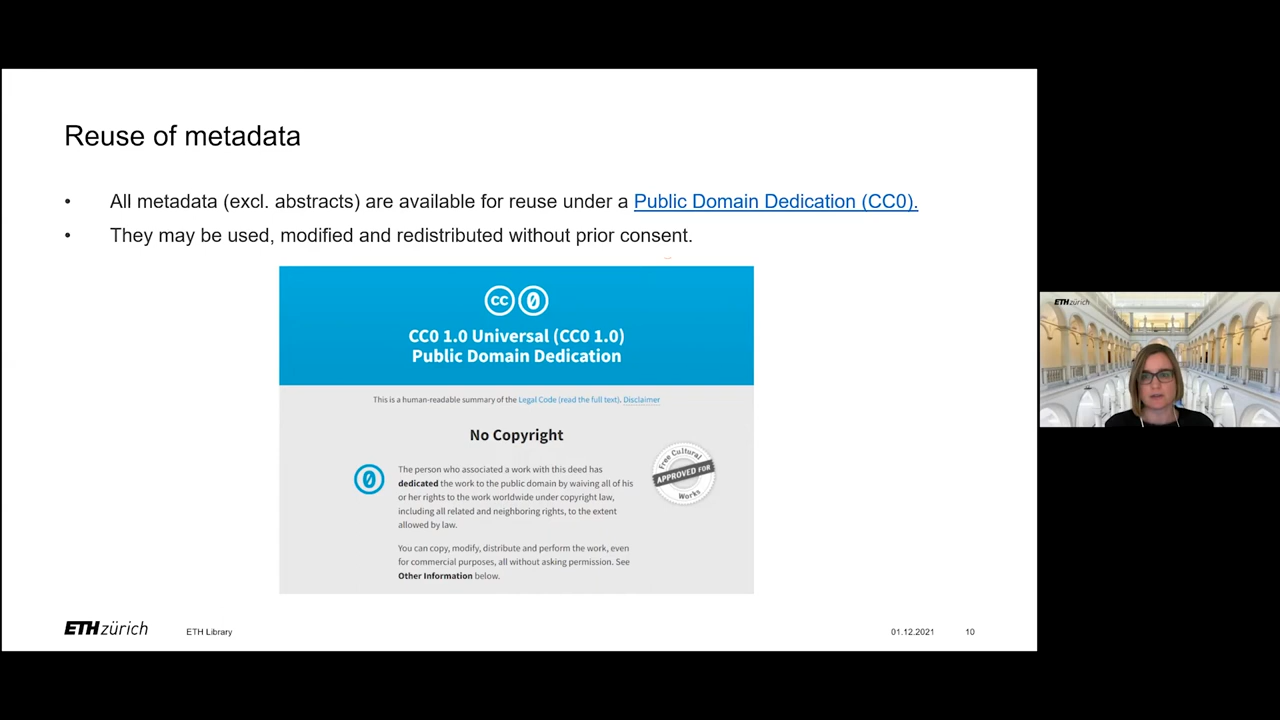 Reuse of metadata
• All metadata (excl. abstracts) are available for reuse under a Public Domain Dedication (CC0).
• They may be used, modified and redistributed without prior consent.
CC0 1.0 Universal (CC0 1.0)
Public Domain Dedication
This is a human-readable summary of the Legal Code (read the full text). Disclaimer
No Copyright
The person who associated a work with this deed has
dedicated the work to the public domain by waiving all of his
or her rights to the work worldwide under copyright law,
including all related and neighboring rights, to the extent
allowed by law.
You can copy, modify, distribute and perform the work, even
for commercial purposes, all without asking permission. See
Other Information below.
Free Cultural
APPROVED FOR
Works
ETH zürich
ETH Library
01.12.2021
10
ETH zürich